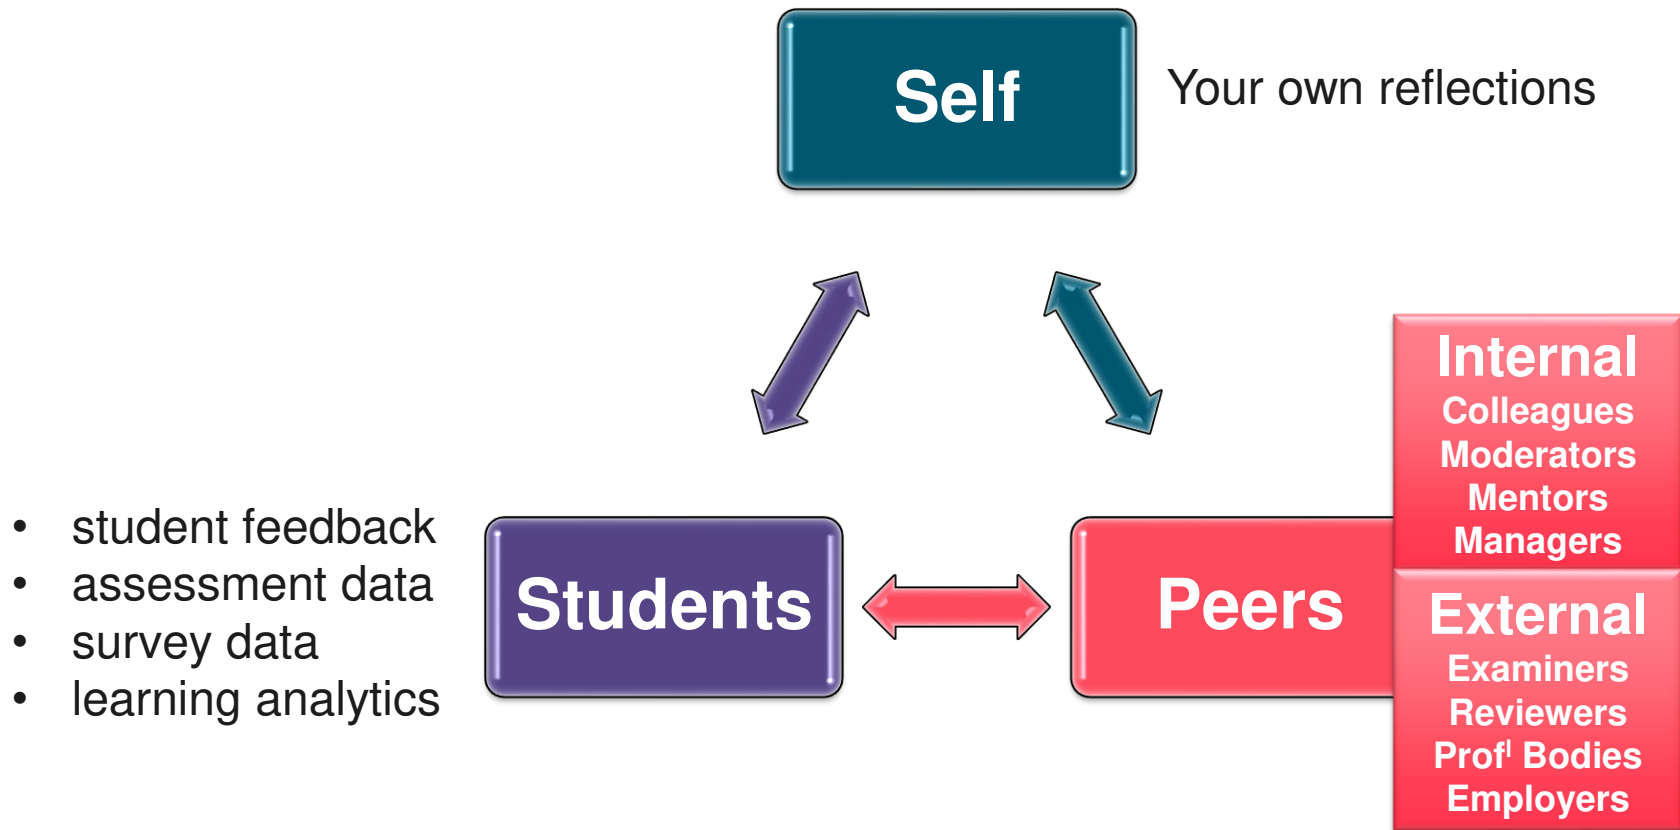 Self
Your own reflections
• student feedback
• assessment data
• survey data
• learning analytics
Students
Peers
Internal
Colleagues
Moderators
Mentors
Managers
External
Examiners
Reviewers
Profˡ Bodies
Employers